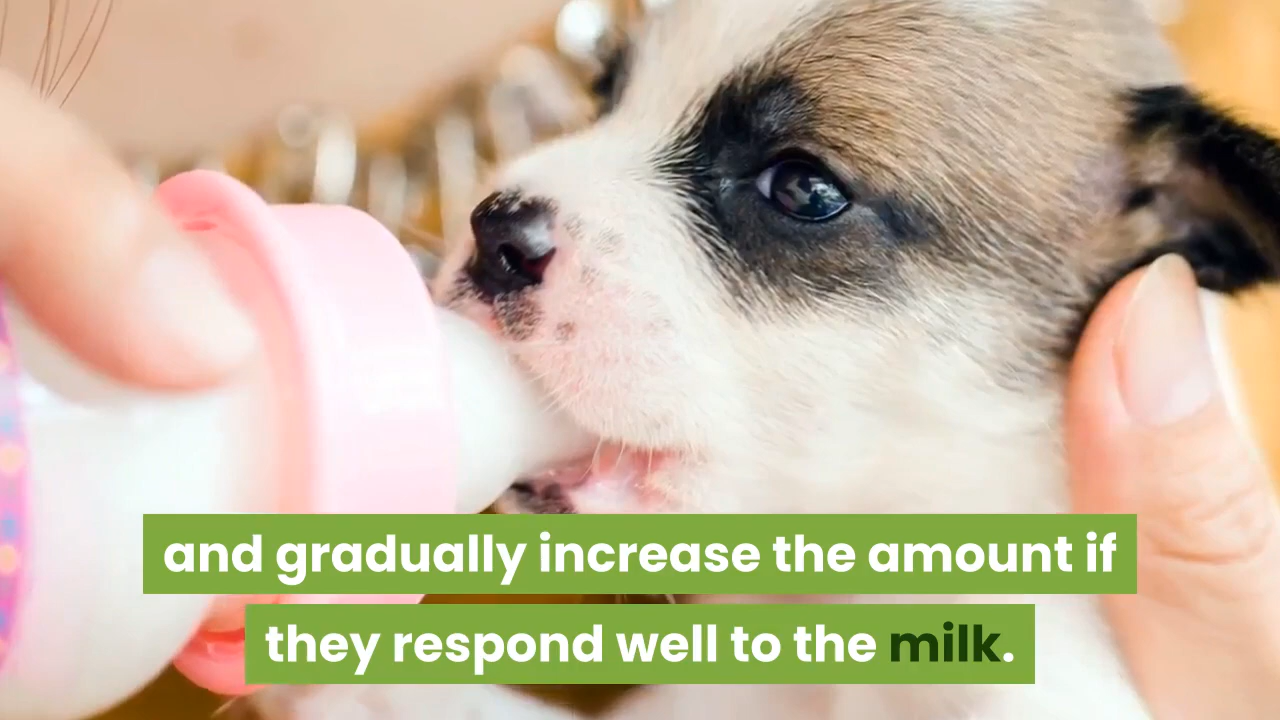 and gradually increase the amount if
they respond well to the milk.